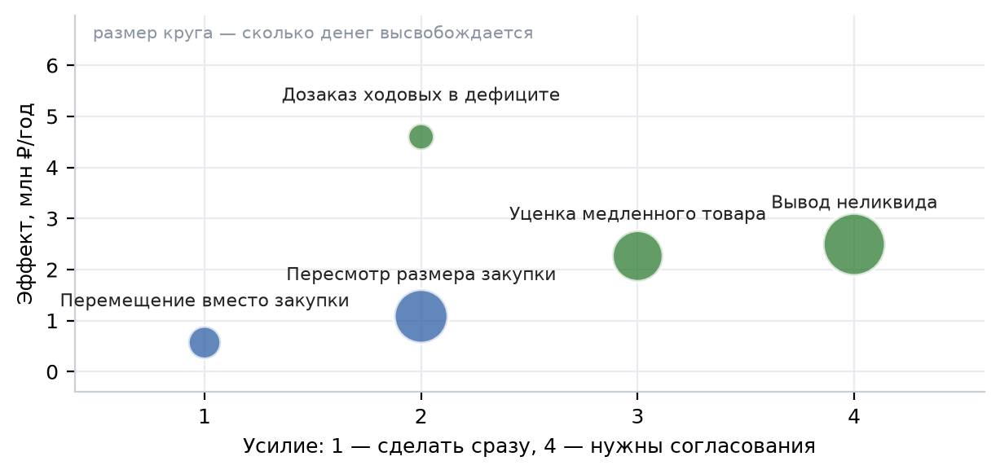 размер круга — сколько денег высвобождается
6
Дозаказ ходовых в дефиците
5
4
Вывод неликвида
Уценка медленного товара
3
Пересмотр размера закупки
2
Перемещение вместо закупки
1
0
Эффект, млн ₽/год
1 2 3 4
Усилие: 1 — сделать сразу, 4 — нужны согласования